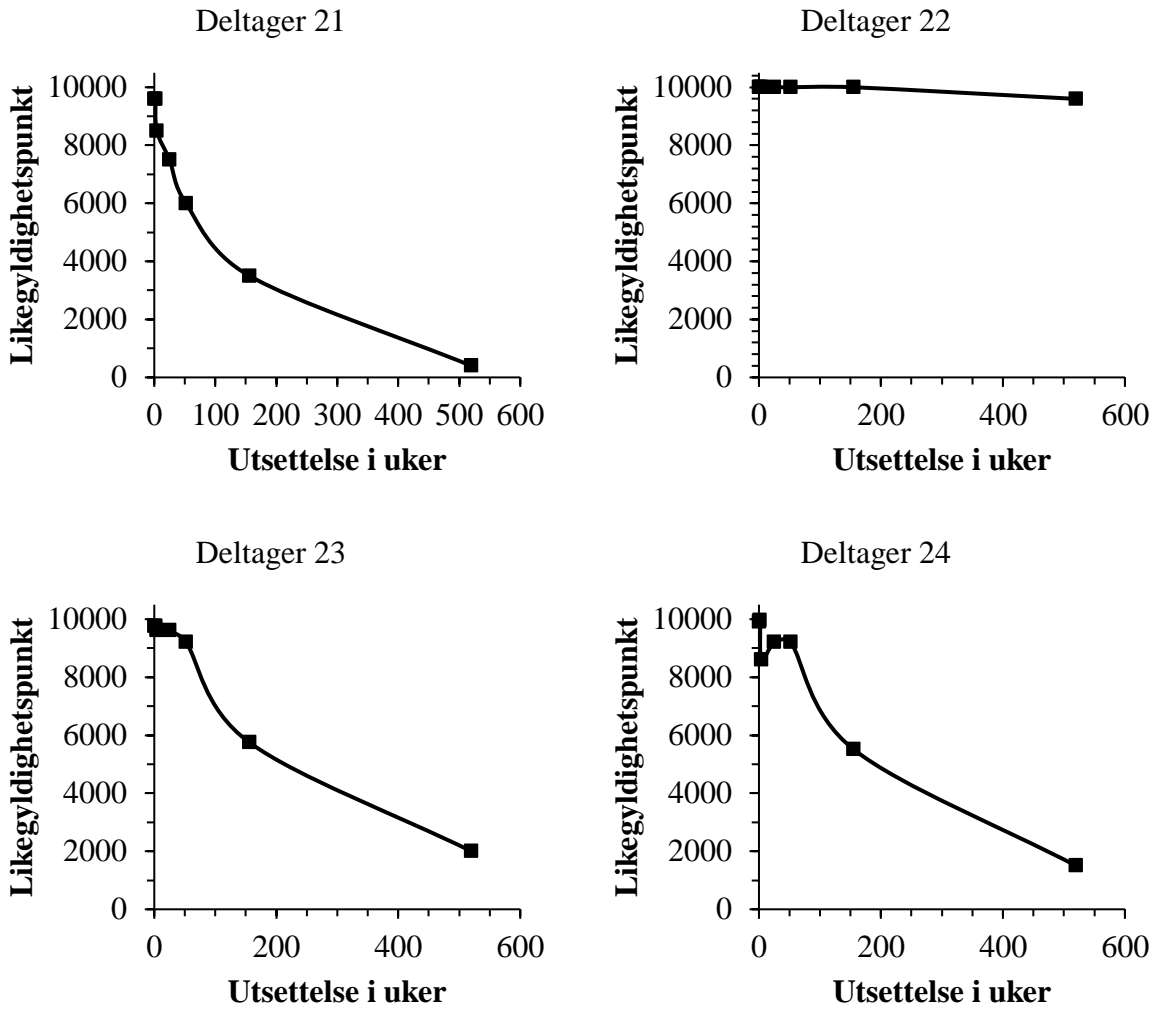 Deltager 21
Likegyldighetspunkt
10000
8000
6000
4000
2000
0
0 100 200 300 400 500 600
Utsettelse i uker
Deltager 22
Likegyldighetspunkt
10000
8000
6000
4000
2000
0
0 200 400 600
Utsettelse i uker
Deltager 23
Likegyldighetspunkt
10000
8000
6000
4000
2000
0
0 200 400 600
Utsettelse i uker
Deltager 24
Likegyldighetspunkt
10000
8000
6000
4000
2000
0
0 200 400 600
Utsettelse i uker